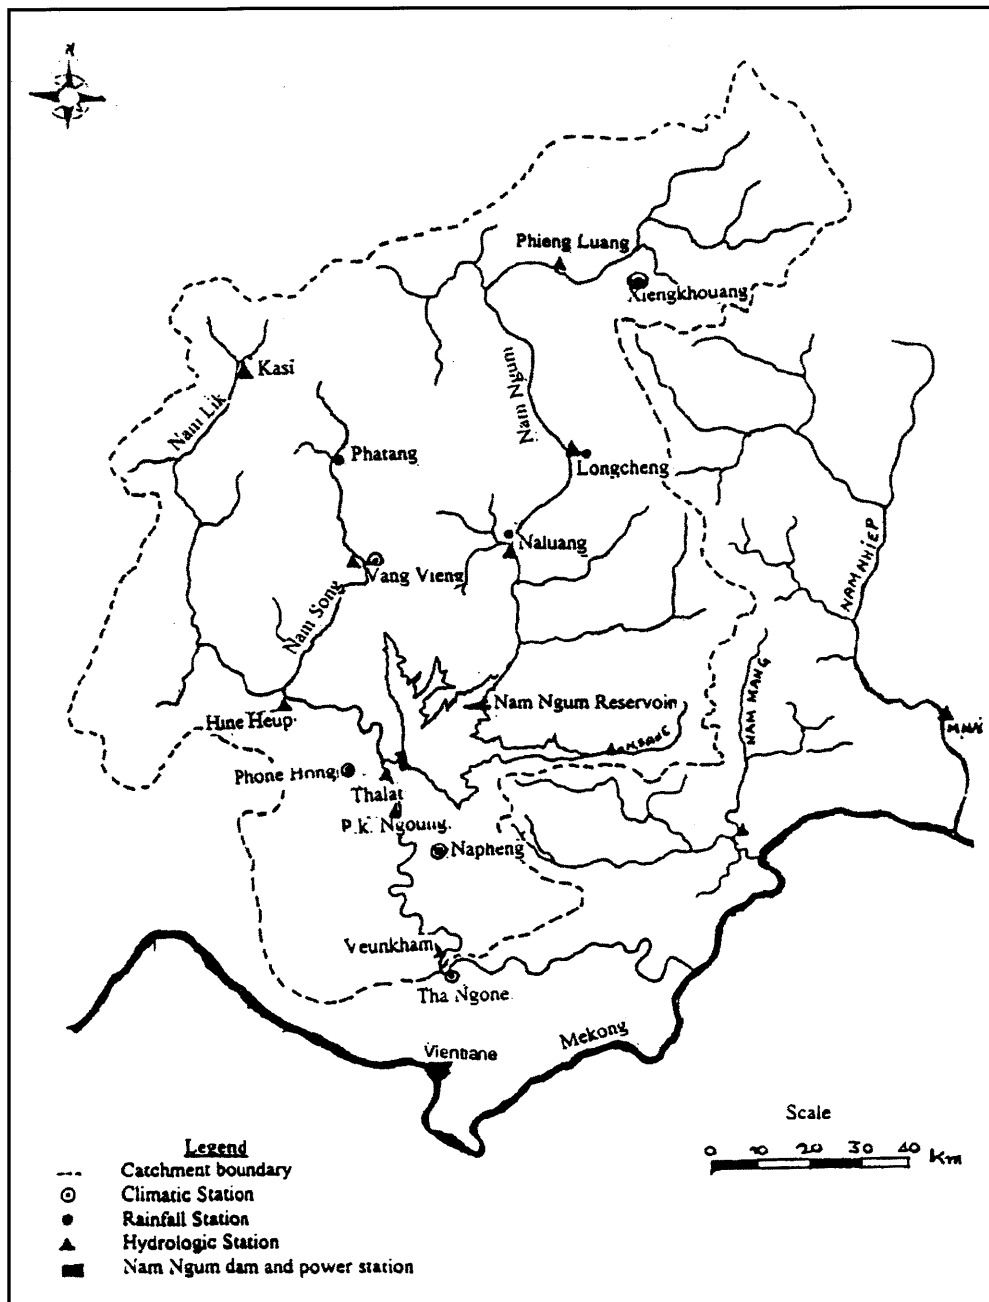 N
Phieng Luang
Xiengkhouang
Kasi
Nam Ngum
Nam Lik
Phatang
Longcheng
Naluang
NAM NHIEP
Vang Vieng
Nam Song
NAM MANG
Nam Ngum Reservoir
Hine Heup
Phone Hong
Thalat
P.k. Ngoung.
Napheng
Veunkham
Tha Ngone.
Mekong
Vientiane
Scale
0 10 20 30 40 Km
Legend
Catchment boundary
Climatic Station
Rainfall Station
Hydrologic Station
Nam Ngum dam and power station